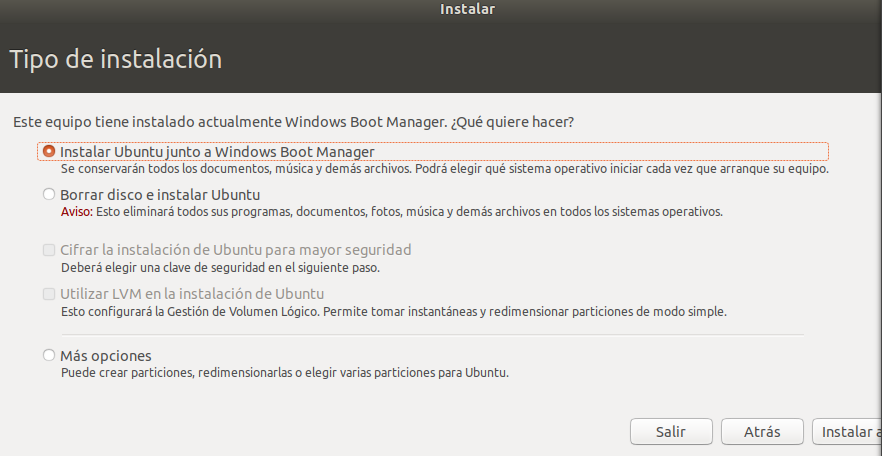 Instalar
Tipo de instalación
Este equipo tiene instalado actualmente Windows Boot Manager. ¿Qué quiere hacer?
Instalar Ubuntu junto a Windows Boot Manager
Se conservarán todos los documentos, música y demás archivos. Podrá elegir qué sistema operativo iniciar cada vez que arranque su equipo.
Borrar disco e instalar Ubuntu
Aviso: Esto eliminará todos sus programas, documentos, fotos, música y demás archivos en todos los sistemas operativos.
Cifrar la instalación de Ubuntu para mayor seguridad
Deberá elegir una clave de seguridad en el siguiente paso.
Utilizar LVM en la instalación de Ubuntu
Esto configurará la Gestión de Volumen Lógico. Permite tomar instantáneas y redimensionar particiones de modo simple.
Más opciones
Puede crear particiones, redimensionarlas o elegir varias particiones para Ubuntu.
Salir Atrás Instalar a